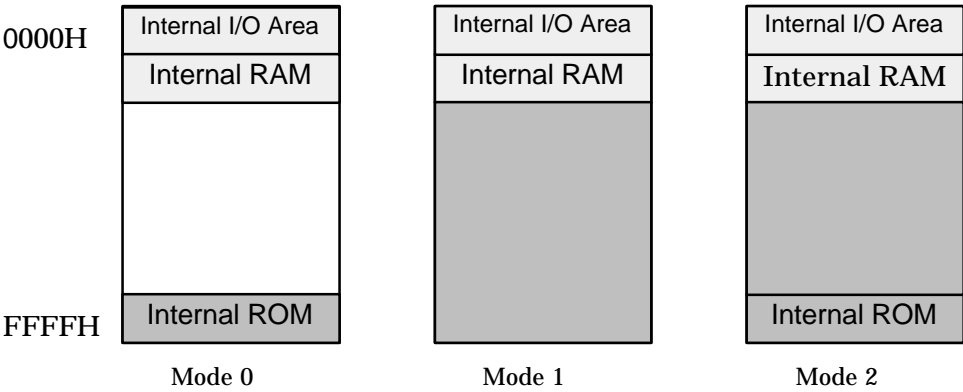 0000H
Internal I/O Area
Internal RAM
Internal ROM
FFFFH
Mode 0
Internal I/O Area
Internal RAM
Mode 1
Internal I/O Area
Internal RAM
Internal ROM
Mode 2